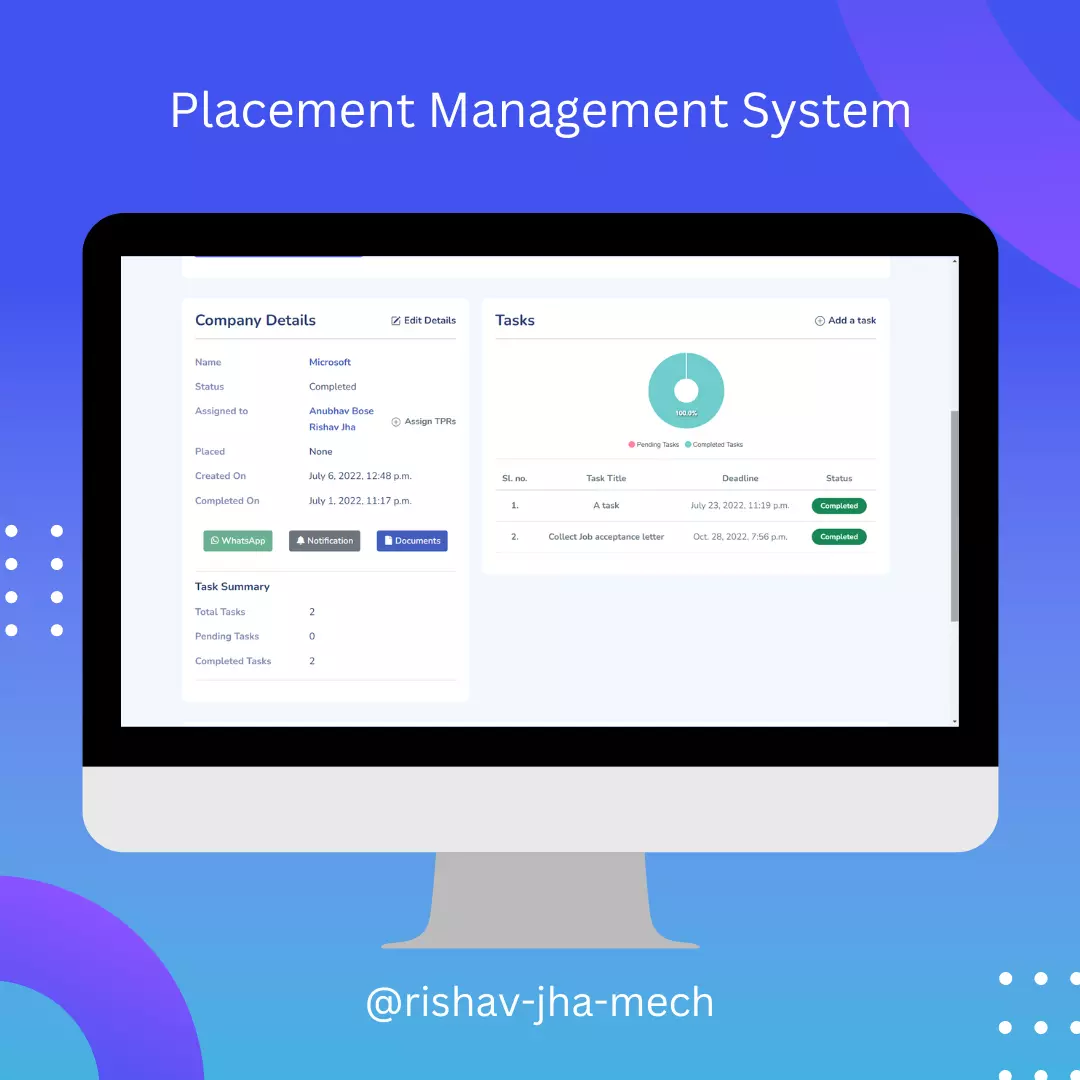 Placement Management System
Company Details
Edit Details
Name Microsoft
Status Completed
Assigned to Anubhav Bose
Rishav Jha
Assign TPRs
Placed None
Created On July 6, 2022, 12:48 p.m.
Completed On July 1, 2022, 11:17 p.m.
WhatsApp Notification Documents
Task Summary
Total Tasks 2
Pending Tasks 0
Completed Tasks 2
Tasks
Add a task
100.0%
Pending Tasks Completed Tasks
Sl. no. Task Title Deadline Status
1. A task July 23, 2022, 11:19 p.m. Completed
2. Collect Job acceptance letter Oct. 28, 2022, 7:56 p.m. Completed
@rishav-jha-mech